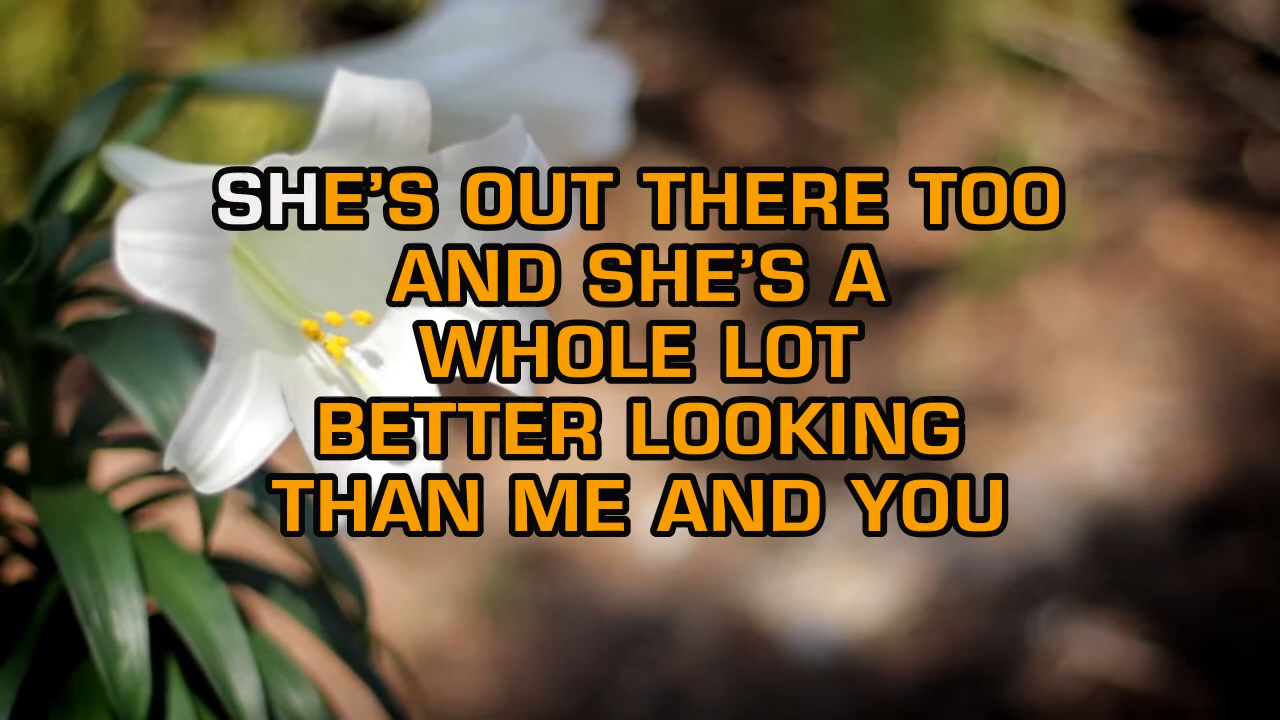 SHE’S OUT THERE TOO
AND SHE’S A
WHOLE LOT
BETTER LOOKING
THAN ME AND YOU